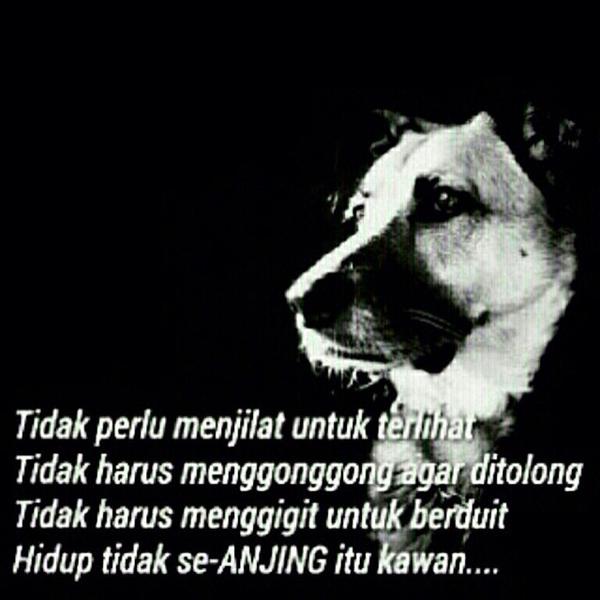 Tidak perlu menjilat untuk terlihat
Tidak harus menggonggong agar ditolong
Tidak harus menggigit untuk berduit
Hidup tidak se-ANJING itu kawan....